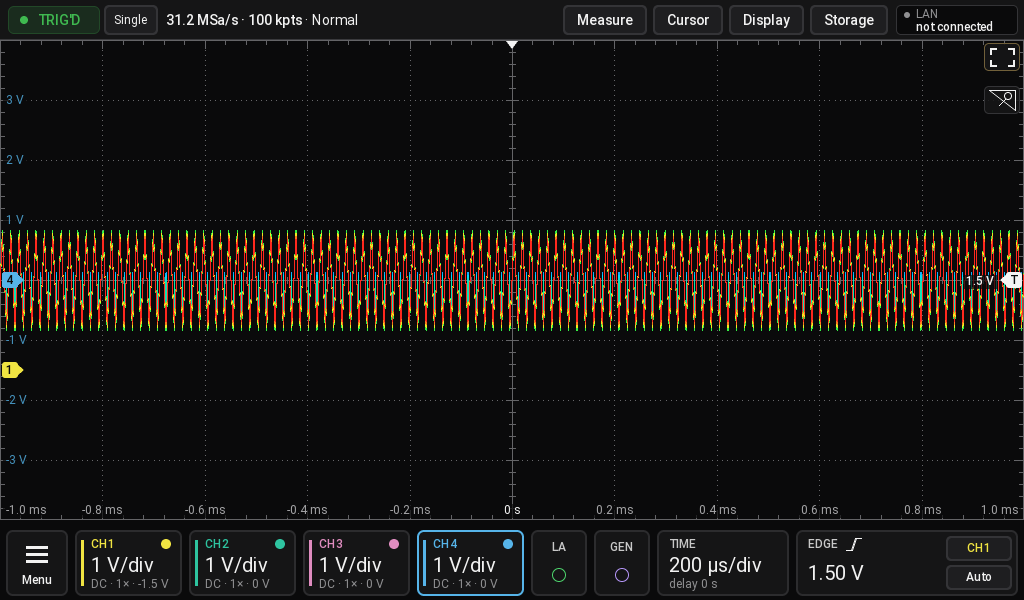 TRIG'D
Single
31.2 MSa/s · 100 kpts · Normal
Measure
Cursor
Display
Storage
LAN
not connected
3 V
2 V
1 V
4
1.5 V
T
-1 V
1
-2 V
-3 V
-1.0 ms
-0.8 ms
-0.6 ms
-0.4 ms
-0.2 ms
0 s
0.2 ms
0.4 ms
0.6 ms
0.8 ms
1.0 ms
Menu
CH1
1 V/div
DC · 1× · -1.5 V
CH2
1 V/div
DC · 1× · 0 V
CH3
1 V/div
DC · 1× · 0 V
CH4
1 V/div
DC · 1× · 0 V
LA
GEN
TIME
200 µs/div
delay 0 s
EDGE
1.50 V
CH1
Auto